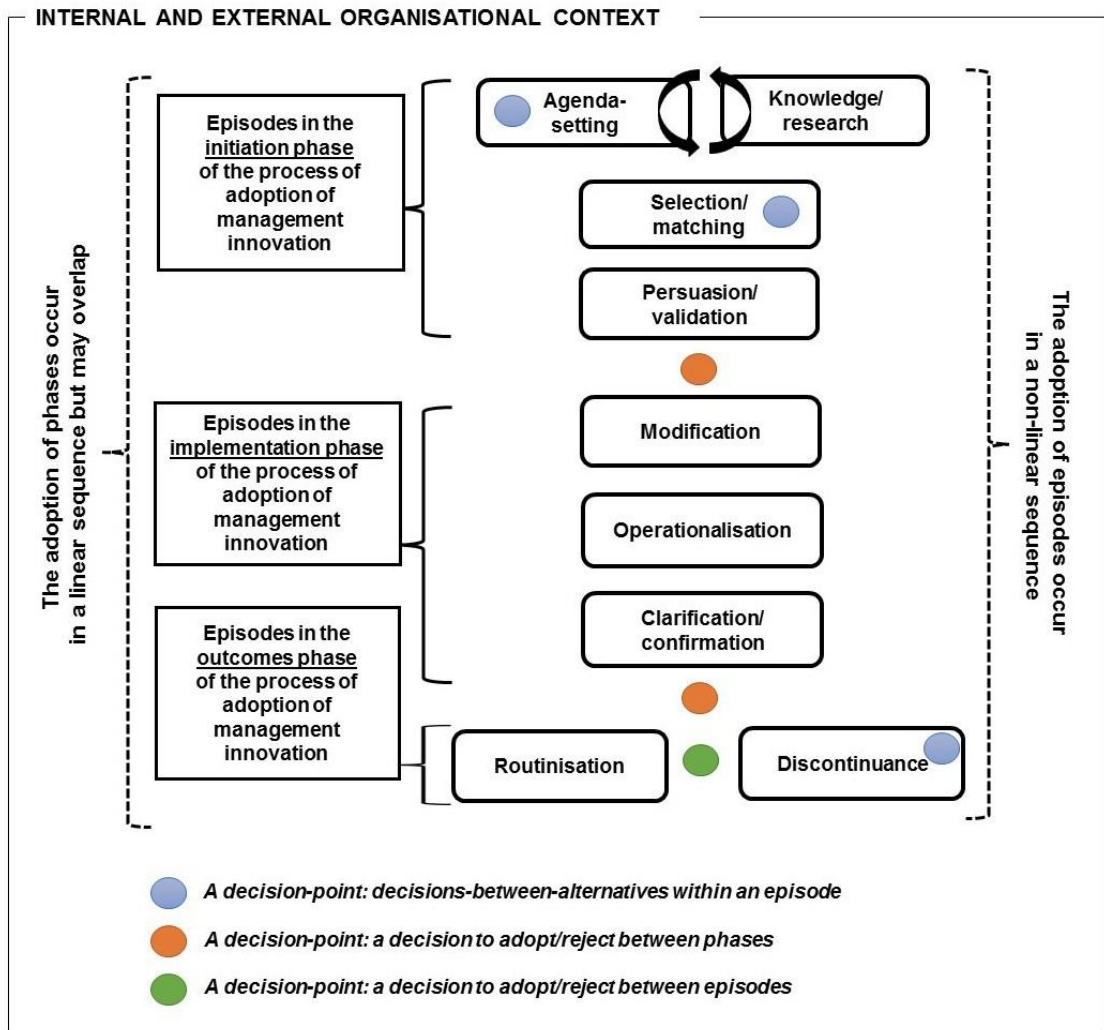 INTERNAL AND EXTERNAL ORGANISATIONAL CONTEXT
The adoption of phases occur
in a linear sequence but may overlap
Episodes in the
initiation phase
of the process of
adoption of
management
innovation
Agenda-
setting
Knowledge/
research
Selection/
matching
Persuasion/
validation
Episodes in the
implementation phase
of the process of
adoption of
management
innovation
Modification
Operationalisation
Clarification/
confirmation
Episodes in the
outcomes phase
of the process of
adoption of
management
innovation
Routinisation
Discontinuance
The adoption of episodes occur
in a non-linear sequence
A decision-point: decisions-between-alternatives within an episode
A decision-point: a decision to adopt/reject between phases
A decision-point: a decision to adopt/reject between episodes